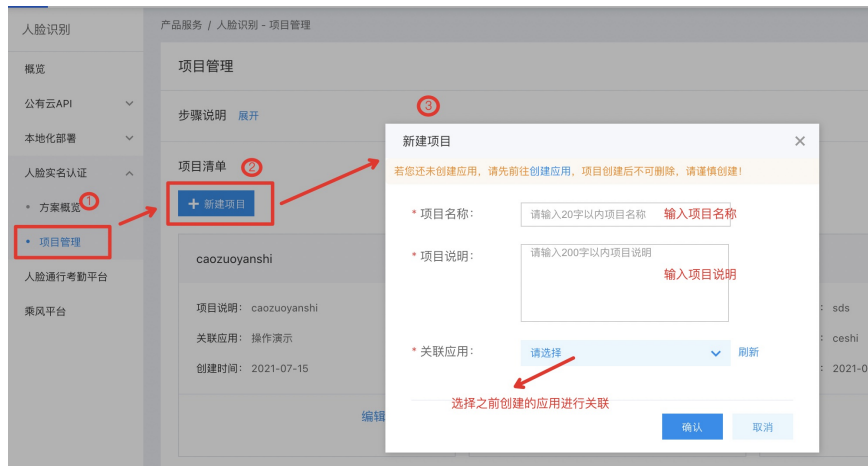 人脸识别
产品服务 / 人脸识别 - 项目管理
概览
公有云API
本地化部署
人脸实名认证
• 方案概览
• 项目管理
人脸通行考勤平台
乘风平台
①
项目管理
步骤说明 展开
项目清单 ②
+ 新建项目
caozuoyanshi
项目说明: caozuoyanshi
关联应用: 操作演示
创建时间: 2021-07-15
编辑
③
新建项目
若您还未创建应用, 请先前往创建应用, 项目创建后不可删除, 请谨慎创建!
* 项目名称: 请输入20字以内项目名称 输入项目名称
* 项目说明: 请输入200字以内项目说明
输入项目说明
* 关联应用: 请选择 刷新
选择之前创建的应用进行关联
确认 取消
: sds
: ceshi
: 2021-0